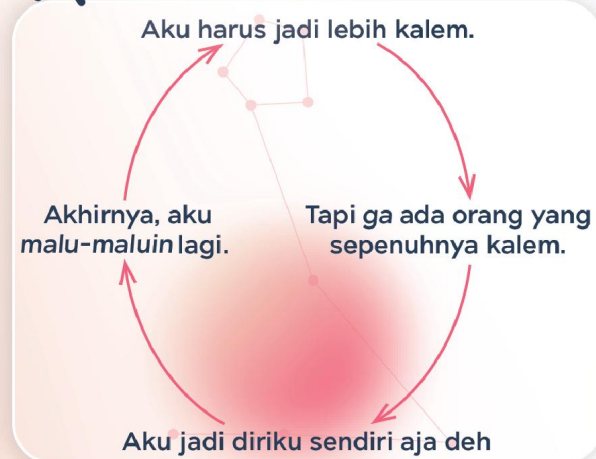 Aku harus jadi lebih kalem.
Tapi ga ada orang yang
sepenuhnya kalem.
Aku jadi diriku sendiri aja deh
Akhirnya, aku
malu-maluin lagi.